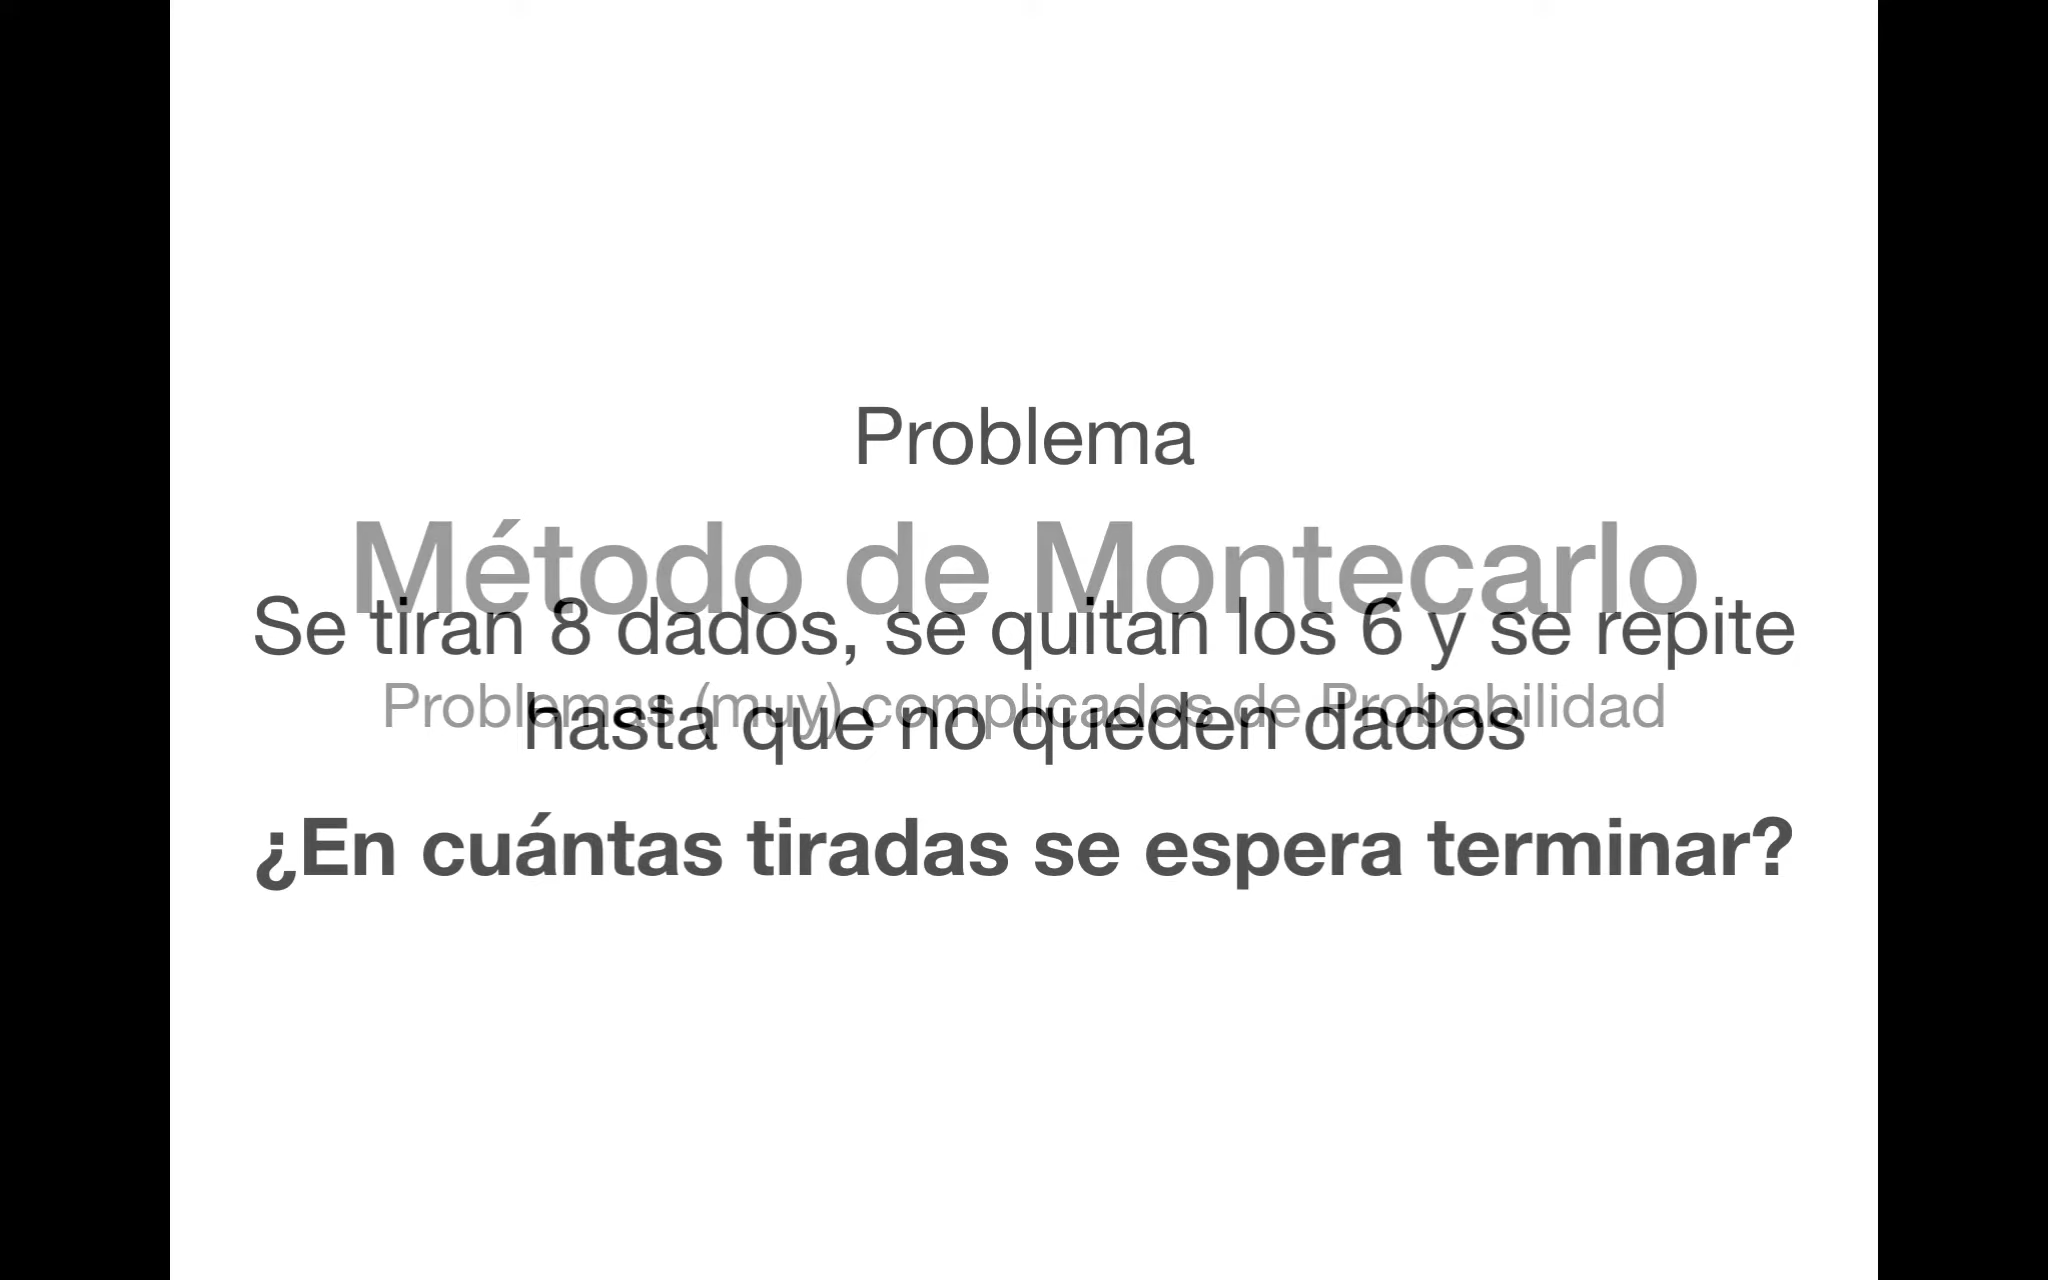 Problema
Método de Montecarlo
Se tiran 8 dados, se quitan los 6 y se repite
Problemas (muy) complicados de Probabilidad
hasta que no queden dados
¿En cuántas tiradas se espera terminar?